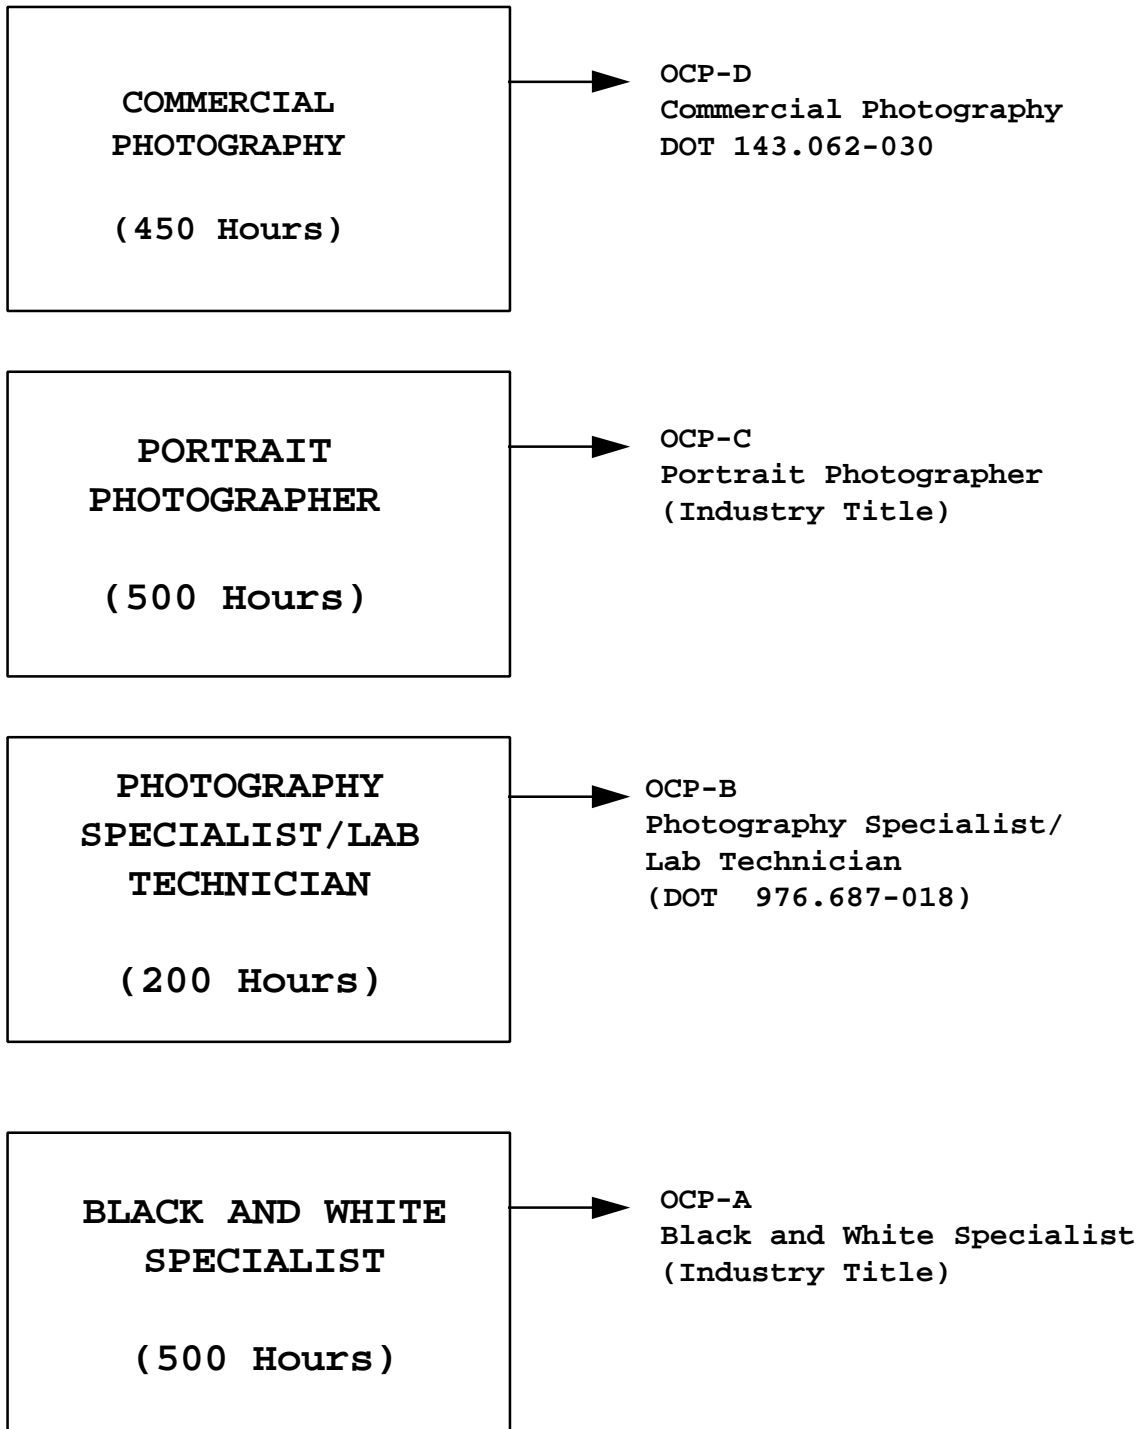 COMMERCIAL
PHOTOGRAPHY
(450 Hours)
OCP-D
Commercial Photography
DOT 143.062-030
PORTRAIT
PHOTOGRAPHER
(500 Hours)
OCP-C
Portrait Photographer
(Industry Title)
PHOTOGRAPHY
SPECIALIST/LAB
TECHNICIAN
(200 Hours)
OCP-B
Photography Specialist/
Lab Technician
(DOT  976.687-018)
BLACK AND WHITE
SPECIALIST
(500 Hours)
OCP-A
Black and White Specialist
(Industry Title)